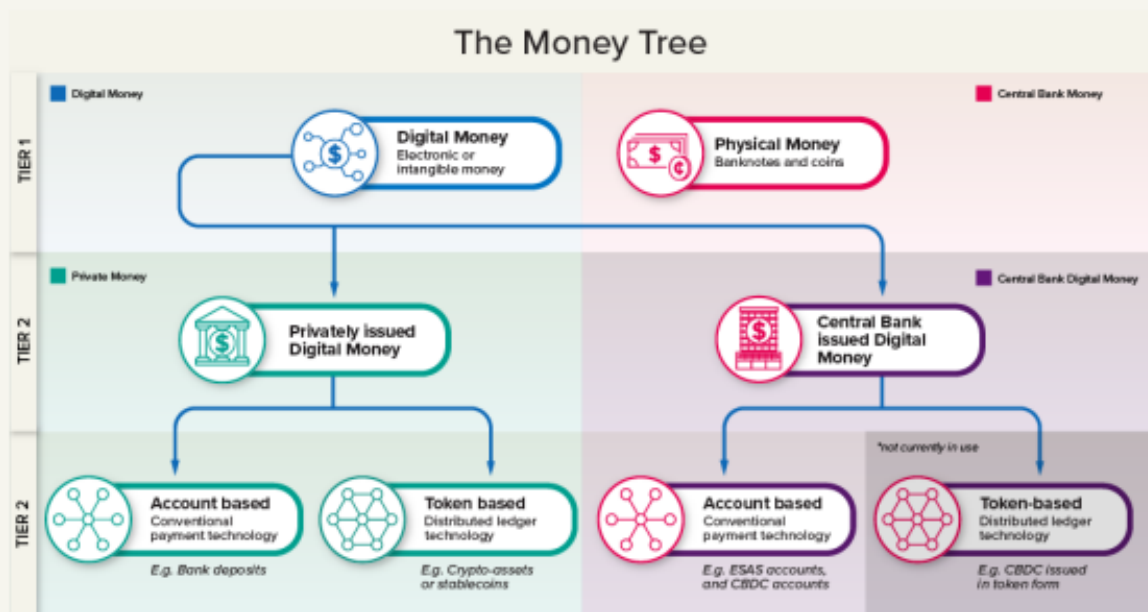 The Money Tree
TIER 1
Digital Money
Central Bank Money
Digital Money
Electronic or
intangible money
Physical Money
Banknotes and coins
TIER 2
Private Money
Central Bank Digital Money
Privately issued
Digital Money
Central Bank
issued Digital
Money
TIER 2
*not currently in use
Account based
Conventional
payment technology
E.g. Bank deposits
Token based
Distributed ledger
technology
E.g. Crypto-assets
or stablecoins
Account based
Conventional
payment technology
E.g. ESAS accounts,
and CBDC accounts
Token-based
Distributed ledger
technology
E.g. CBDC issued
in token form